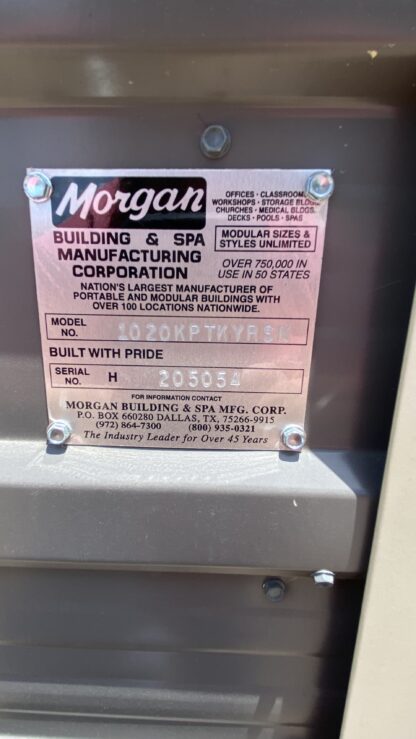 Morgan
OFFICES • CLASSROOMS
WORKSHOPS • STORAGE BLDGS.
CHURCHES • MEDICAL BLDGS.
DECKS • POOLS • SPAS
BUILDING & SPA
MANUFACTURING
CORPORATION
MODULAR SIZES &
STYLES UNLIMITED
OVER 750,000 IN
USE IN 50 STATES
NATION'S LARGEST MANUFACTURER OF
PORTABLE AND MODULAR BUILDINGS WITH
OVER 100 LOCATIONS NATIONWIDE.
MODEL
NO.
BUILT WITH PRIDE
SERIAL
NO. H 205054
FOR INFORMATION CONTACT
MORGAN BUILDING & SPA MFG. CORP.
P.O. BOX 660280 DALLAS, TX, 75266-9915
(972) 864-7300 (800) 935-0321
The Industry Leader for Over 45 Years